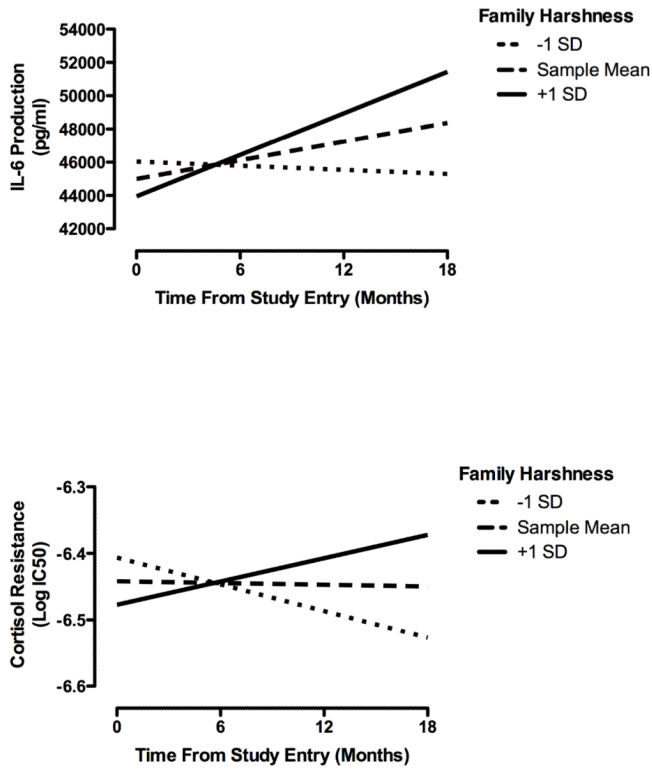 Family Harshness
-1 SD
Sample Mean
+1 SD
IL-6 Production
(pg/ml)
54000
52000
50000
48000
46000
44000
42000
0 6 12 18
Time From Study Entry (Months)
Family Harshness
-1 SD
Sample Mean
+1 SD
Cortisol Resistance
(Log IC50)
-6.3
-6.4
-6.5
-6.6
0 6 12 18
Time From Study Entry (Months)